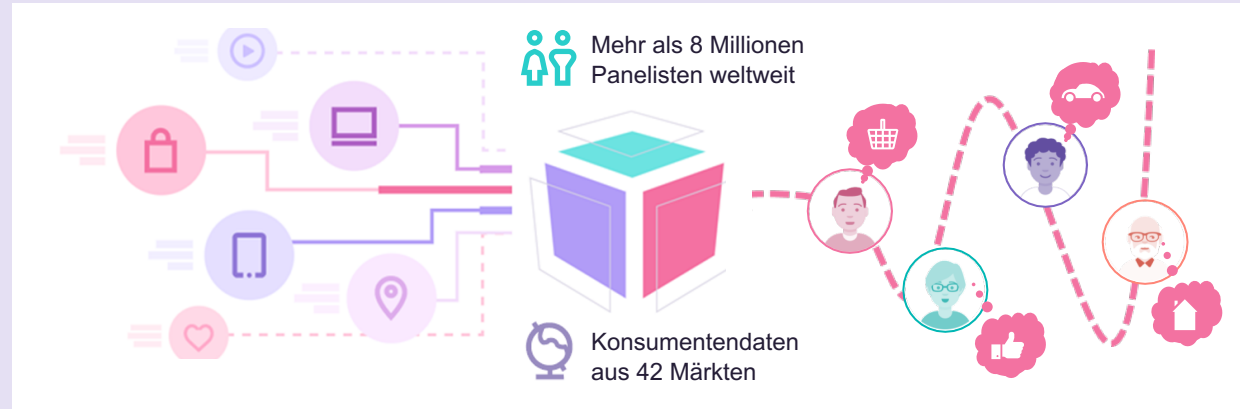 Mehr als 8 Millionen
Panelisten weltweit
Konsumentendaten
aus 42 Märkten